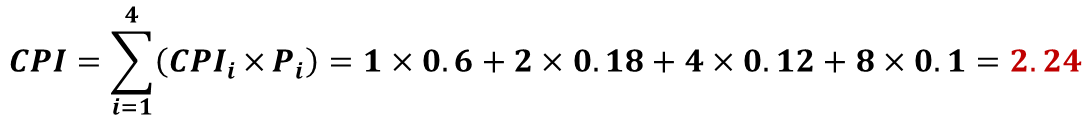 CPI = ∑_{i=1}^{4} (CPI_i × P_i) = 1 × 0.6 + 2 × 0.18 + 4 × 0.12 + 8 × 0.1 = 2.24